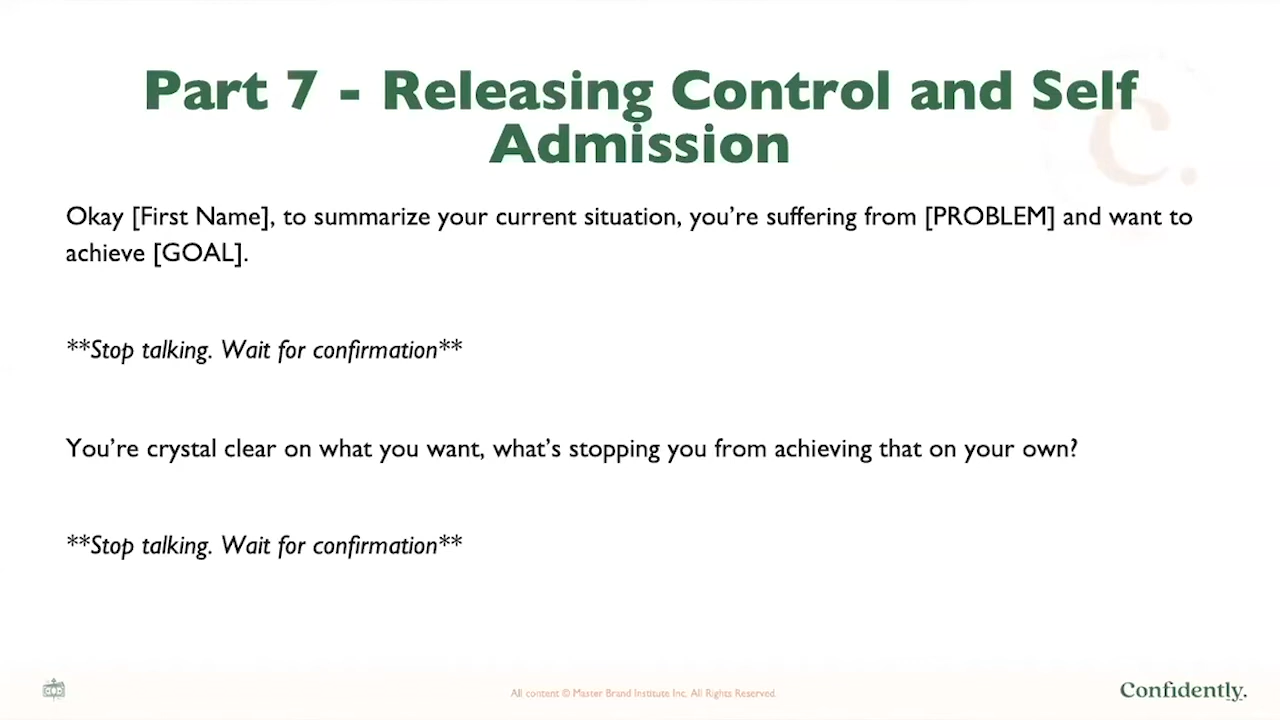 Part 7 - Releasing Control and Self
Admission
Okay [First Name], to summarize your current situation, you’re suffering from [PROBLEM] and want to
achieve [GOAL].
**Stop talking. Wait for confirmation**
You’re crystal clear on what you want, what’s stopping you from achieving that on your own?
**Stop talking. Wait for confirmation**
All content © Master Brand Institute Inc. All Rights Reserved.
Confidently.
C.